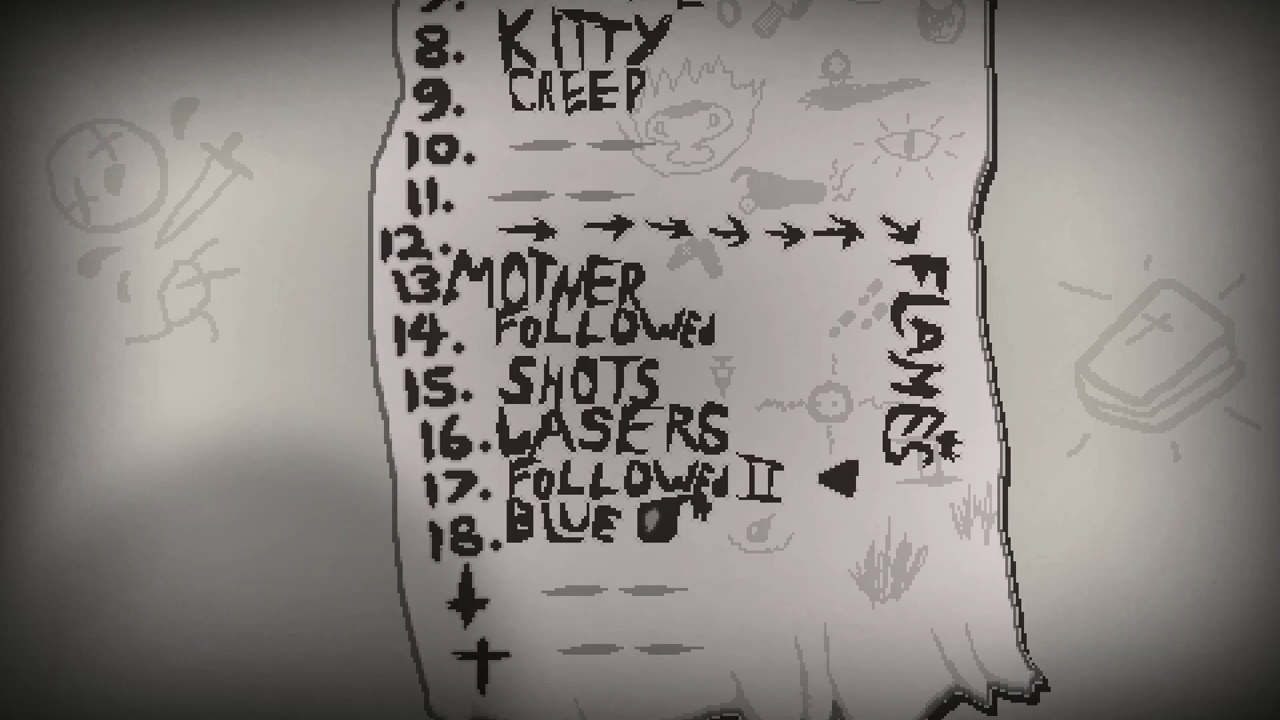 8. KITTY
9. CREEP
10. — —
11. — —
12. → → → → → → ↘
FLAMES
13. MOTHER
14. FOLLOWED
15. SHOTS
16. LASERS
17. FOLLOWED II
18. BLUE